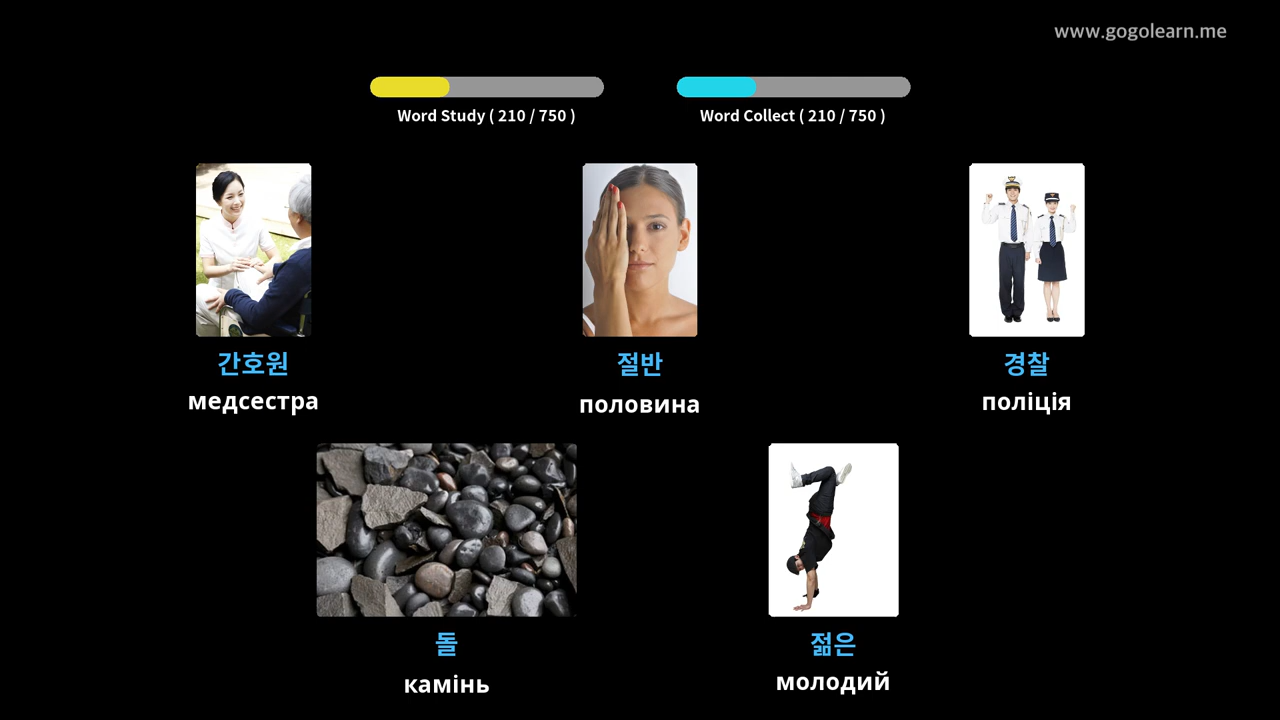 www.gogolearn.me
Word Study ( 210 / 750 )
Word Collect ( 210 / 750 )
간호원
медсестра
절반
половина
경찰
поліція
돌
камінь
젊은
молодий